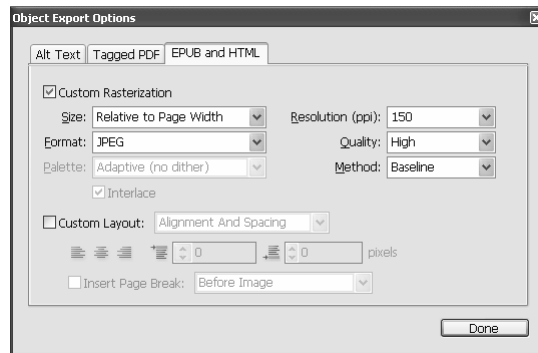 Object Export Options
Alt Text Tagged PDF EPUB and HTML
Custom Rasterization
Size: Relative to Page Width Resolution (ppi): 150
Format: JPEG Quality: High
Palette: Adaptive (no dither) Method: Baseline
Interlace
Custom Layout: Alignment And Spacing
0 0 pixels
Insert Page Break: Before Image
Done